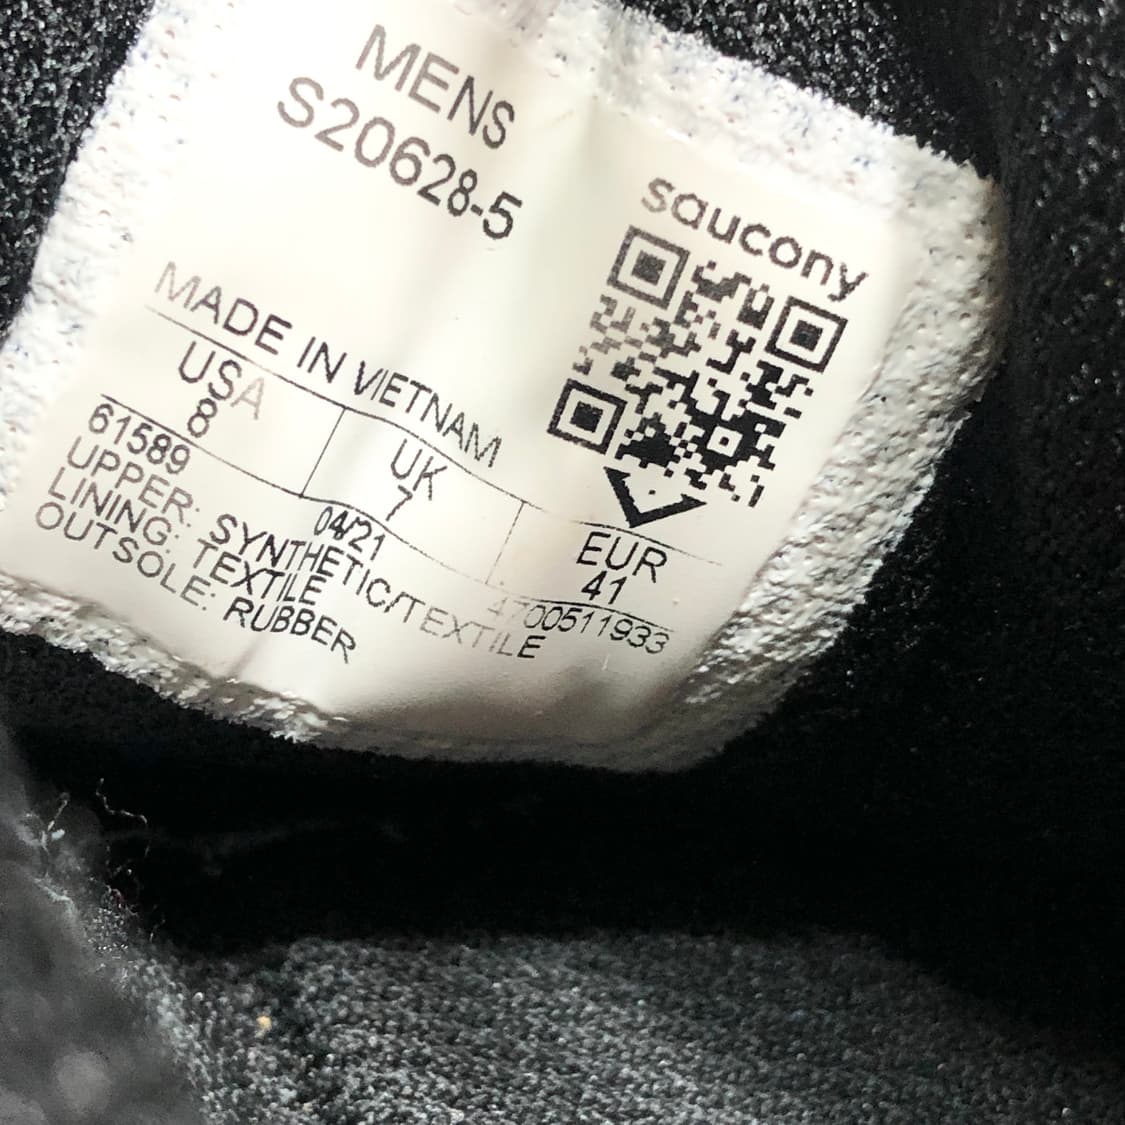 MENS
S20628-5
saucony
MADE IN VIETNAM
USA UK EUR
8 7 41
61589 04/21 4700511933
UPPER: SYNTHETIC/TEXTILE
LINING: TEXTILE
OUTSOLE: RUBBER